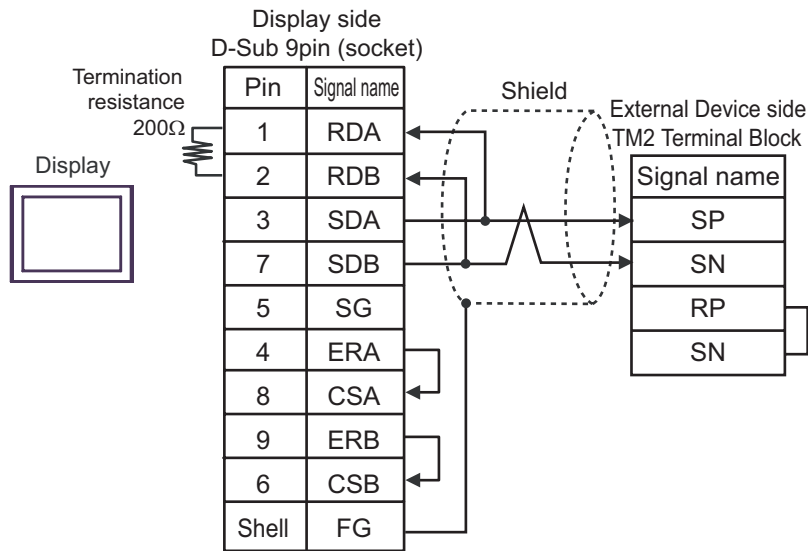 Display side
D-Sub 9pin (socket)
Termination
resistance
200Ω
Display
Pin Signal name
1 RDA
2 RDB
3 SDA
7 SDB
5 SG
4 ERA
8 CSA
9 ERB
6 CSB
Shell FG
Shield
External Device side
TM2 Terminal Block
Signal name
SP
SN
RP
SN